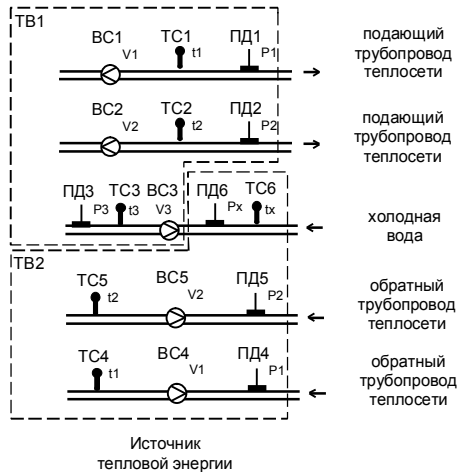 ТВ1
ВС1 ТС1 ПД1
V1 t1 P1
подающий
трубопровод
теплосети
ВС2 ТС2 ПД2
V2 t2 P2
подающий
трубопровод
теплосети
ПД3 ТС3 ВС3 ПД6 ТС6
P3 t3 V3 Px tx
холодная
вода
ТВ2
ТС5 ВС5 ПД5
t2 V2 P2
обратный
трубопровод
теплосети
ТС4 ВС4 ПД4
t1 V1 P1
обратный
трубопровод
теплосети
Источник
тепловой энергии